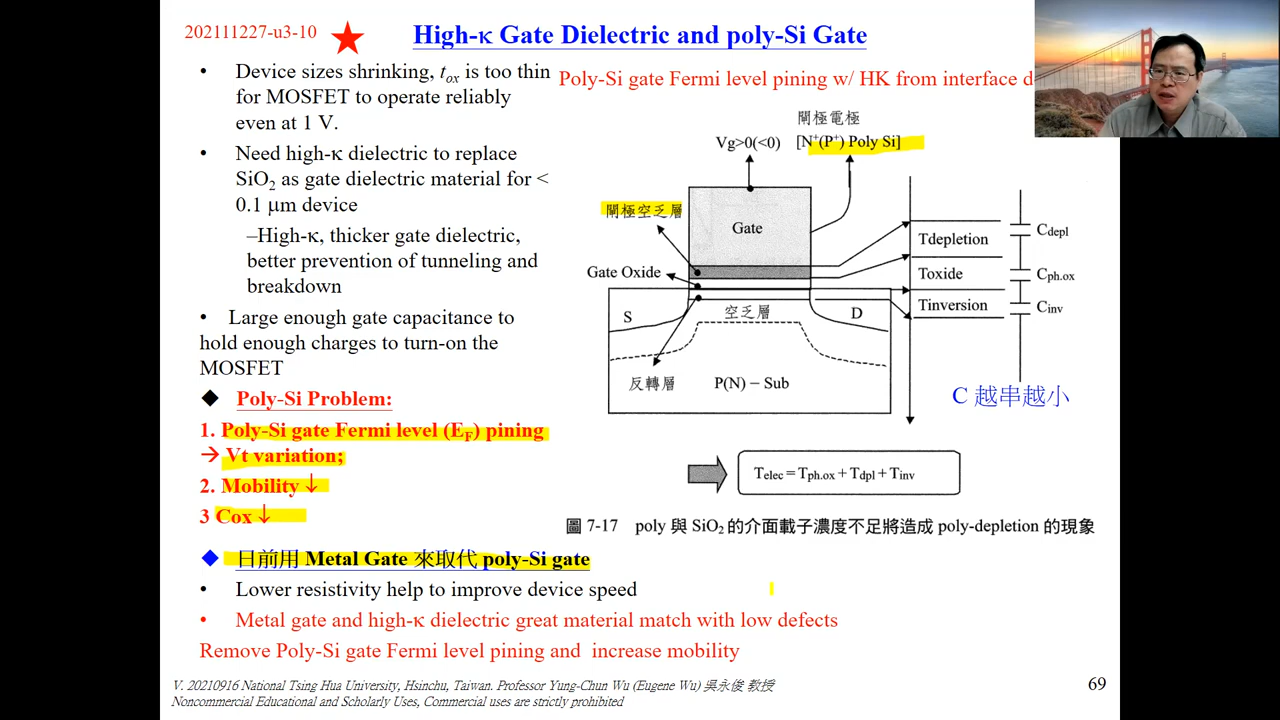 202111227-u3-10
High-κ Gate Dielectric and poly-Si Gate
• Device sizes shrinking, tox is too thin
for MOSFET to operate reliably
even at 1 V.
• Need high-κ dielectric to replace
SiO2 as gate dielectric material for <
0.1 μm device
–High-κ, thicker gate dielectric,
better prevention of tunneling and
breakdown
• Large enough gate capacitance to
hold enough charges to turn-on the
MOSFET
◆ Poly-Si Problem:
1. Poly-Si gate Fermi level (EF) pining
→ Vt variation;
2. Mobility↓
3 Cox↓
◆ 目前用 Metal Gate 來取代 poly-Si gate
• Lower resistivity help to improve device speed
• Metal gate and high-κ dielectric great material match with low defects
Remove Poly-Si gate Fermi level pining and increase mobility
Poly-Si gate Fermi level pining w/ HK from interface
閘極電極
Vg>0(<0) [N+(P+) Poly Si]
閘極空乏層
Gate
Gate Oxide
S
空乏層
D
反轉層
P(N) – Sub
Tdepletion
Toxide
Tinversion
Cdepl
Cph.ox
Cinv
C 越串越小
Telec = Tph.ox + Tdpl + Tinv
圖 7-17 poly 與 SiO2 的介面載子濃度不足將造成 poly-depletion 的現象
V. 20210916 National Tsing Hua University, Hsinchu, Taiwan. Professor Yung-Chun Wu (Eugene Wu) 吳永俊 教授
Noncommercial Educational and Scholarly Uses, Commercial uses are strictly prohibited
69